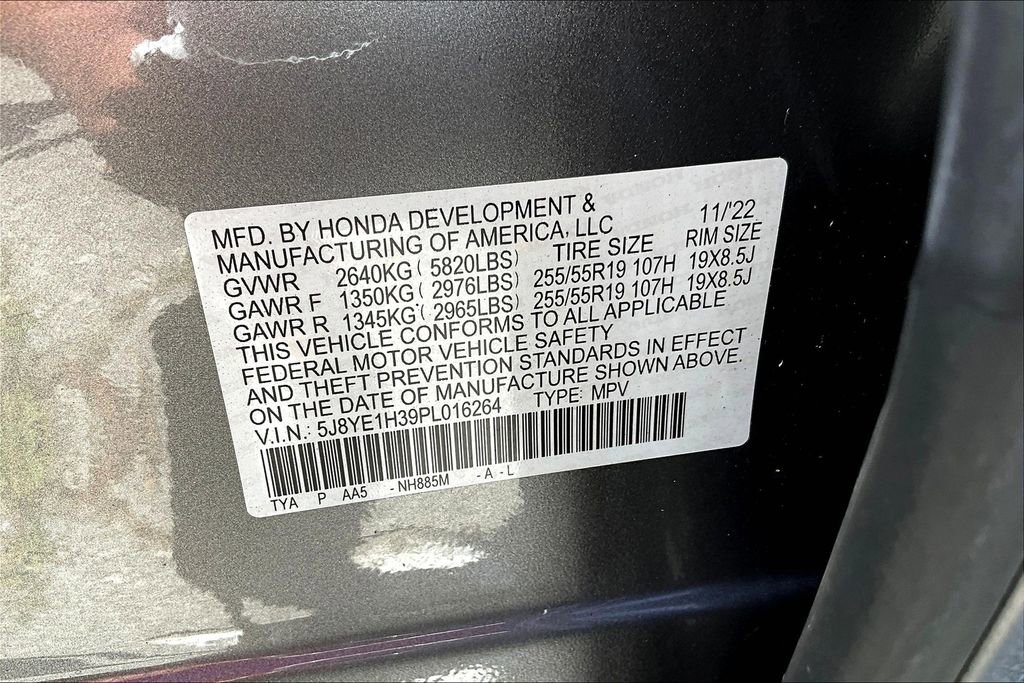 MFD. BY HONDA DEVELOPMENT &
MANUFACTURING OF AMERICA, LLC 11/'22
GVWR 2640KG ( 5820LBS) TIRE SIZE RIM SIZE
GAWR F 1350KG ( 2976LBS) 255/55R19 107H 19X8.5J
GAWR R 1345KG ( 2965LBS) 255/55R19 107H 19X8.5J
THIS VEHICLE CONFORMS TO ALL APPLICABLE
FEDERAL MOTOR VEHICLE SAFETY
AND THEFT PREVENTION STANDARDS IN EFFECT
ON THE DATE OF MANUFACTURE SHOWN ABOVE.
V.I.N.: 5J8YE1H39PL016264 TYPE: MPV
TYA P AA5 -NH885M -A -L